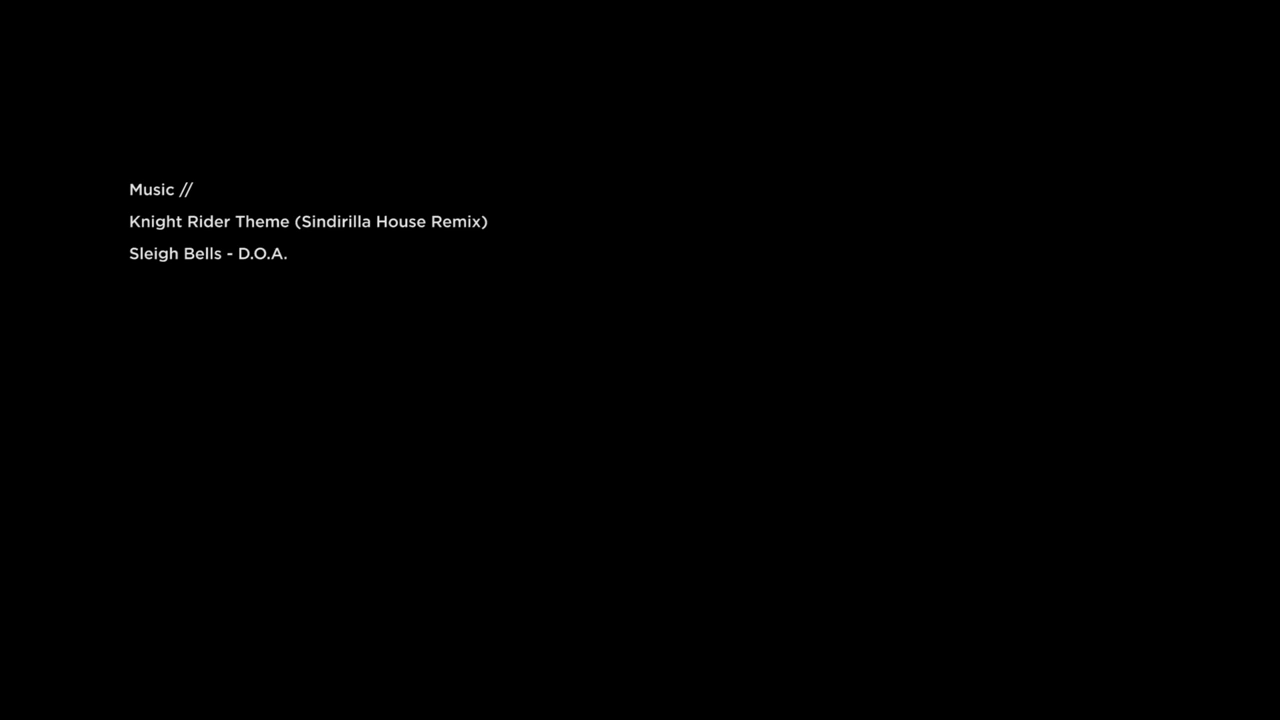 Music //
Knight Rider Theme (Sindirilla House Remix)
Sleigh Bells - D.O.A.